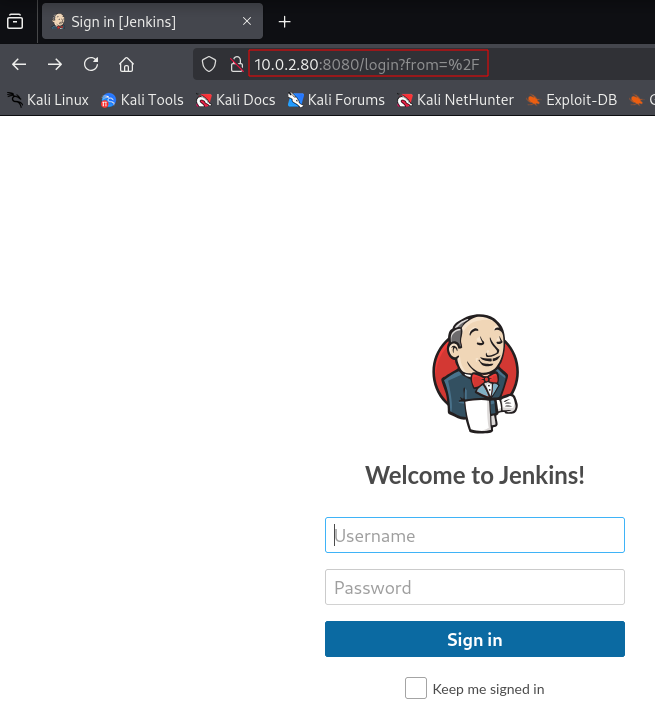 Sign in [Jenkins]
10.0.2.80:8080/login?from=%2F
Kali Linux Kali Tools Kali Docs Kali Forums Kali NetHunter Exploit-DB
Welcome to Jenkins!
Username
Password
Sign in
Keep me signed in